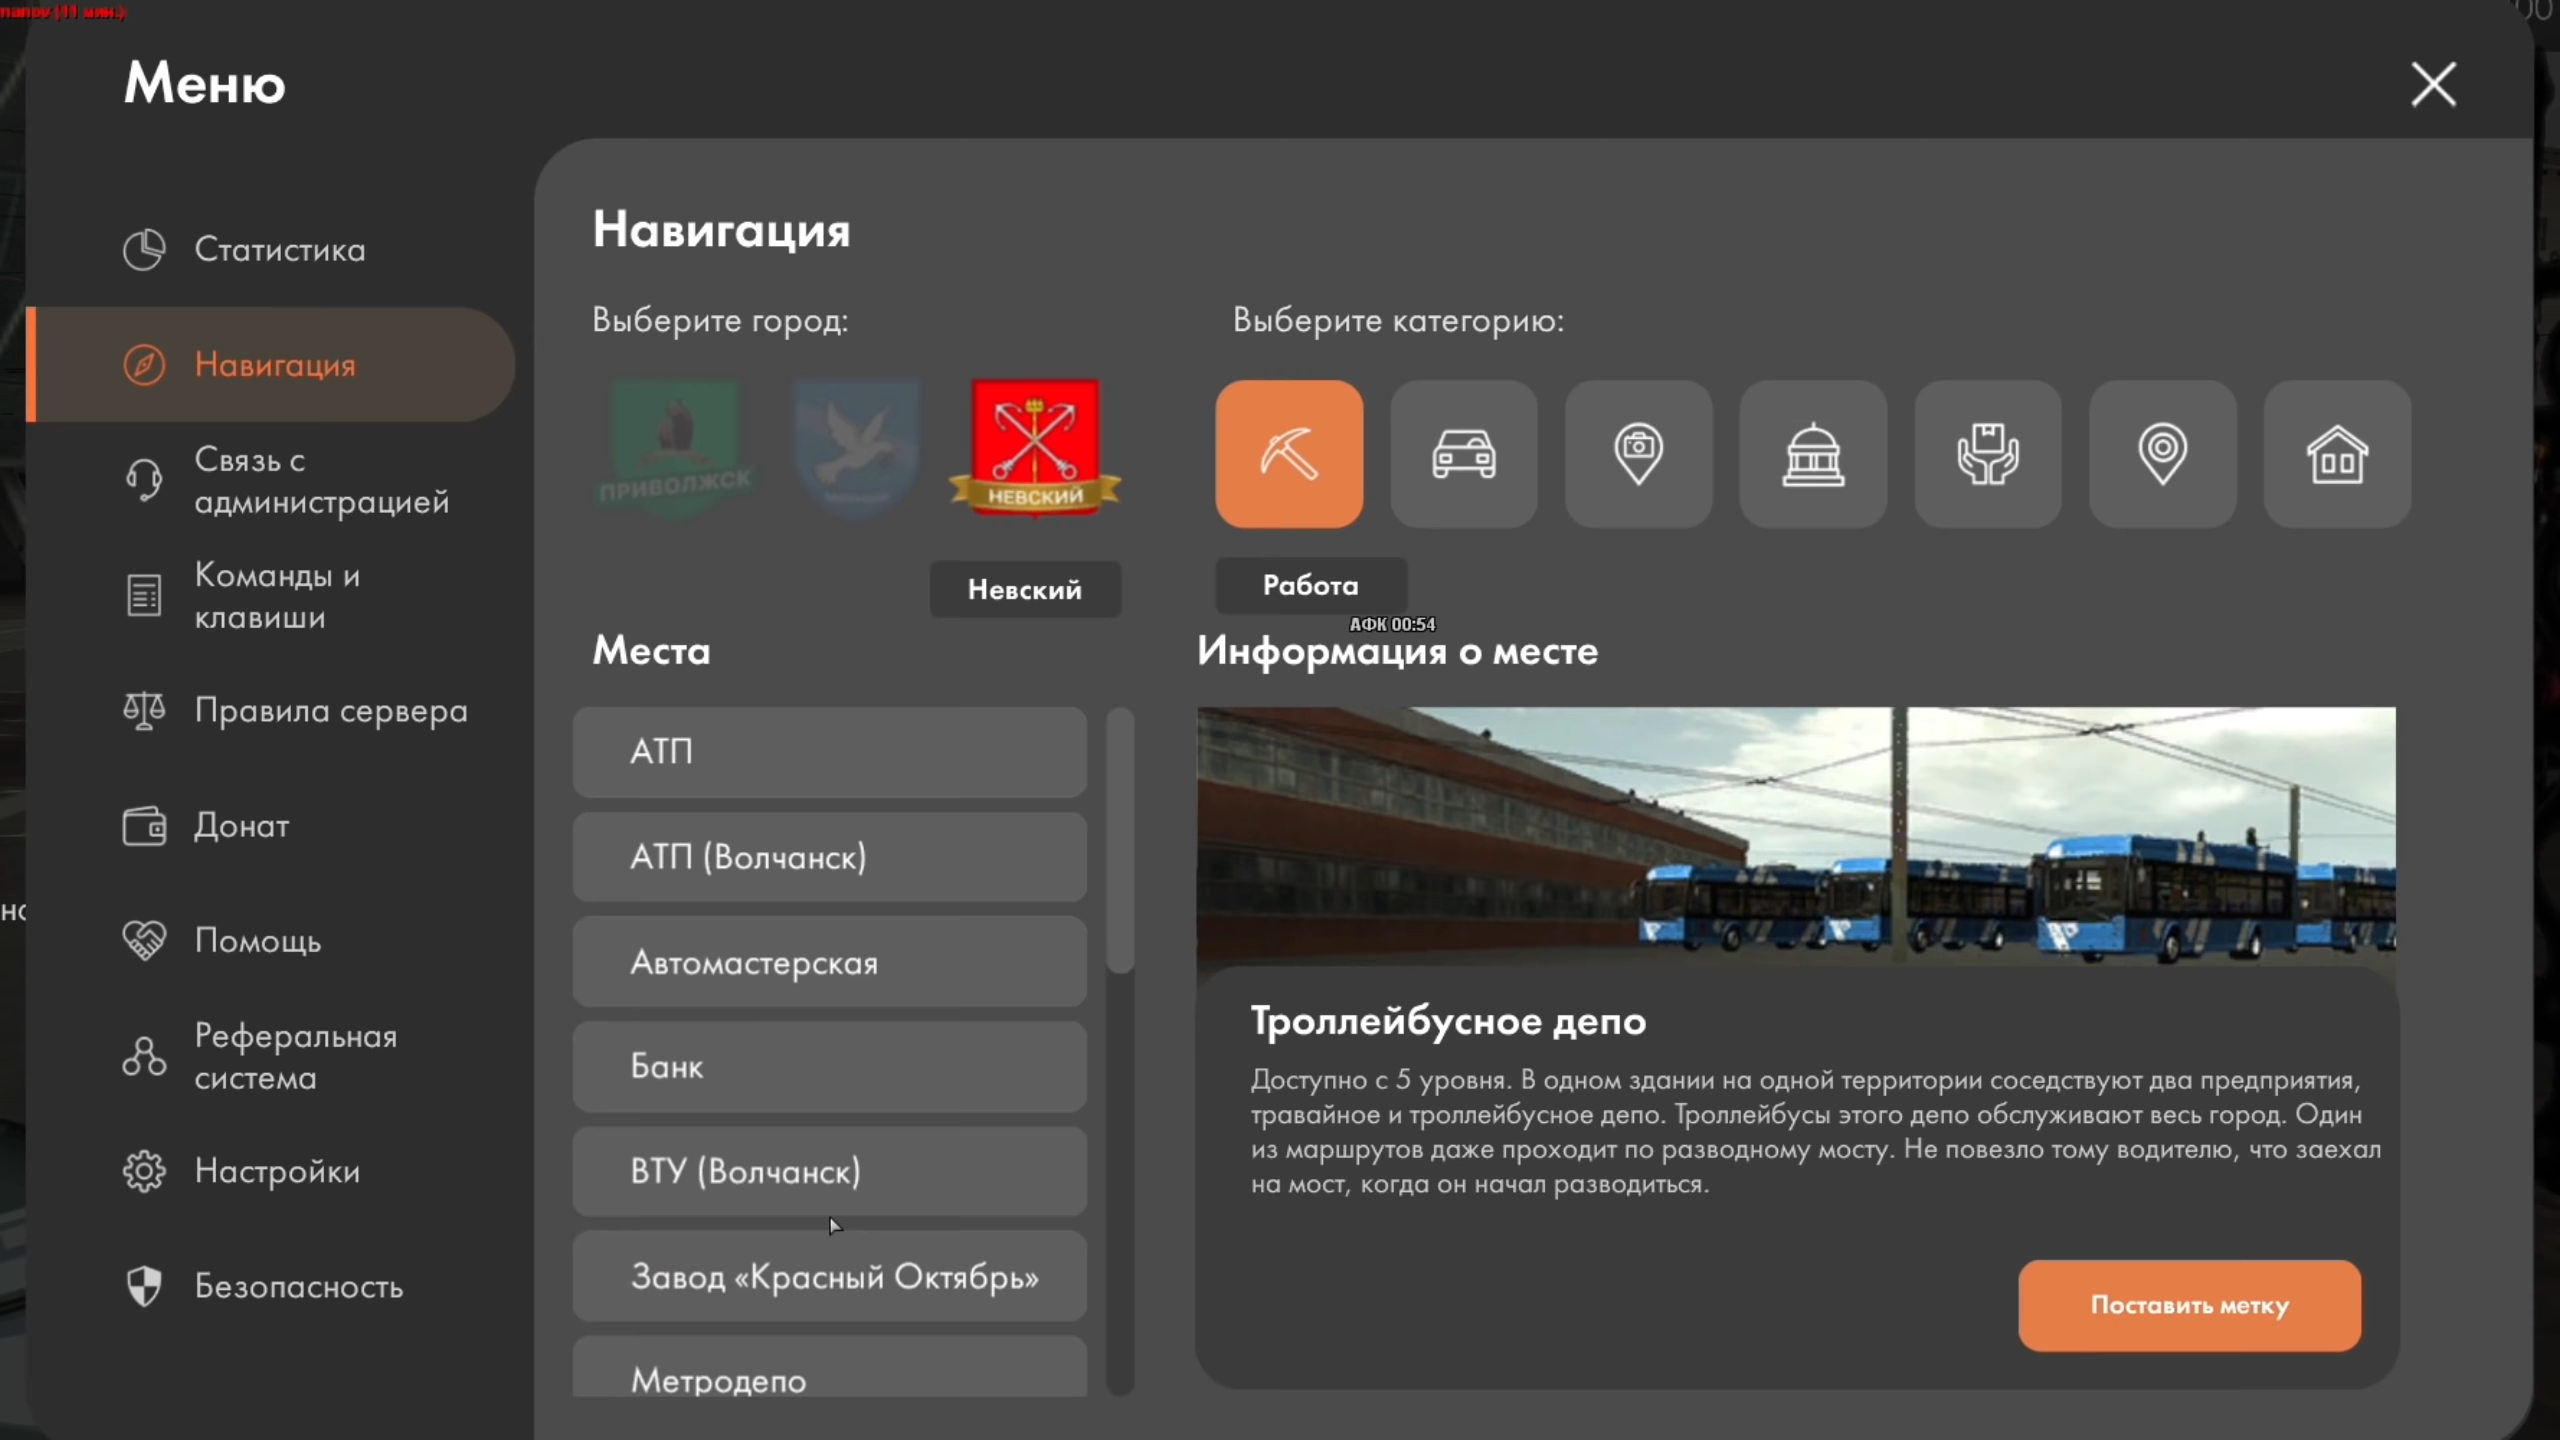 (11 мин.)
Меню
Статистика
Навигация
Связь с
администрацией
Команды и
клавиши
Правила сервера
Донат
Помощь
Реферальная
система
Настройки
Безопасность
Навигация
Выберите город:
ПРИВОЛЖСК
НЕВСКИЙ
Невский
Выберите категорию:
Работа
АФК 00:54
Места
АТП
АТП (Волчанск)
Автомастерская
Банк
ВТУ (Волчанск)
Завод «Красный Октябрь»
Метродепо
Информация о месте
Троллейбусное депо
Доступно с 5 уровня. В одном здании на одной территории соседствуют два предприятия,
травайное и троллейбусное депо. Троллейбусы этого депо обслуживают весь город. Один
из маршрутов даже проходит по разводному мосту. Не повезло тому водителю, что заехал
на мост, когда он начал разводиться.
Поставить метку